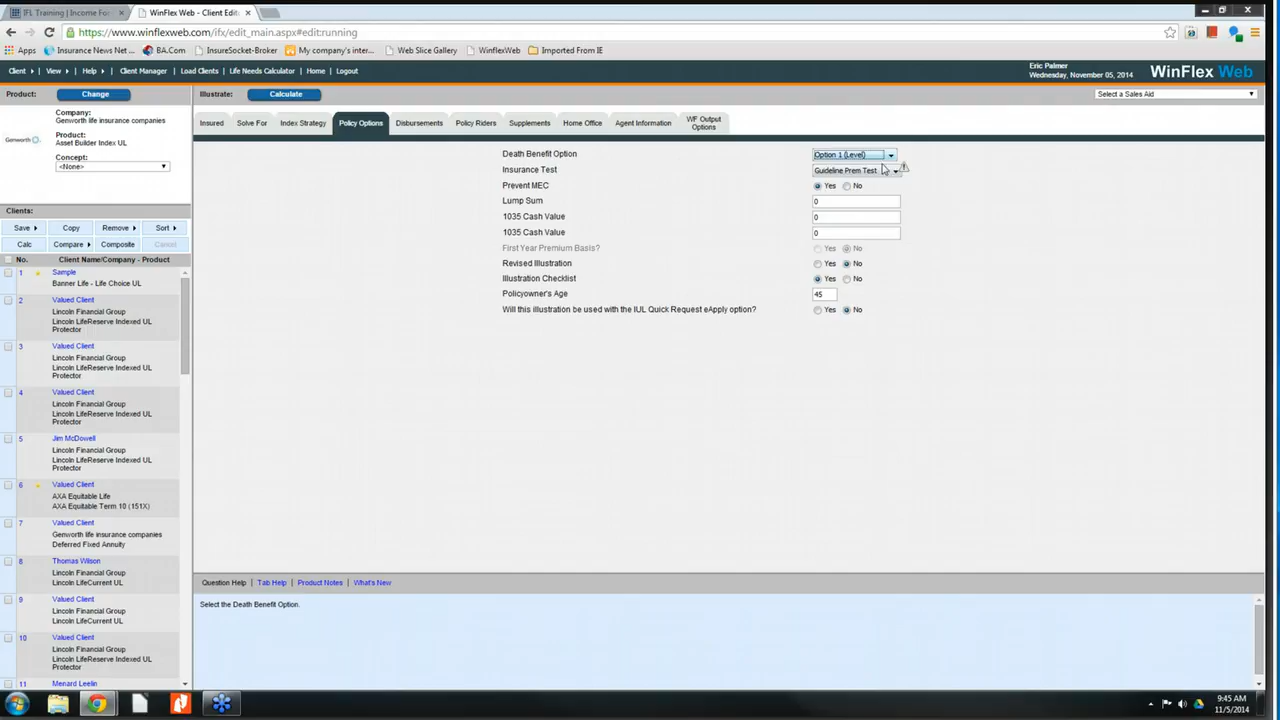 IFL Training | Income For
WinFlex Web - Client Edit
https://www.winflexweb.com/ifx/edit_main.aspx#edit:running
Apps Insurance News Net ... BA.Com InsureSocket-Broker My company's inter... Web Slice Gallery WinflexWeb Imported From IE
Client View Help Client Manager Load Clients Life Needs Calculator Home Logout
Eric Palmer
Wednesday, November 05, 2014
WinFlex Web
Product: Change
Illustrate: Calculate
Select a Sales Aid
Genworth
Company:
Genworth life insurance companies
Product:
Asset Builder Index UL
Concept:
<None>
Insured Solve For Index Strategy Policy Options Disbursements Policy Riders Supplements Home Office Agent Information WF Output
Options
Death Benefit Option Option 1 (Level)
Insurance Test Guideline Prem Test
Prevent MEC Yes No
Lump Sum 0
1035 Cash Value 0
1035 Cash Value 0
First Year Premium Basis? Yes No
Revised Illustration Yes No
Illustration Checklist Yes No
Policyowner's Age 45
Will this illustration be used with the IUL Quick Request eApply option? Yes No
Clients:
Save Copy Remove Sort
Calc Compare Composite Cancel
No. Client Name/Company - Product
1 Sample
Banner Life - Life Choice UL
2 Valued Client
Lincoln Financial Group
Lincoln LifeReserve Indexed UL
Protector
3 Valued Client
Lincoln Financial Group
Lincoln LifeReserve Indexed UL
Protector
4 Valued Client
Lincoln Financial Group
Lincoln LifeReserve Indexed UL
Protector
5 Jim McDowell
Lincoln Financial Group
Lincoln LifeReserve Indexed UL
Protector
6 Valued Client
AXA Equitable Life
AXA Equitable Term 10 (151X)
7 Valued Client
Genworth life insurance companies
Deferred Fixed Annuity
8 Thomas Wilson
Lincoln Financial Group
Lincoln LifeCurrent UL
9 Valued Client
Lincoln Financial Group
Lincoln LifeCurrent UL
10 Valued Client
Lincoln Financial Group
Lincoln LifeReserve Indexed UL
Protector
11 Menard Leelin
Question Help | Tab Help | Product Notes | What's New
Select the Death Benefit Option.
9:45 AM
11/5/2014